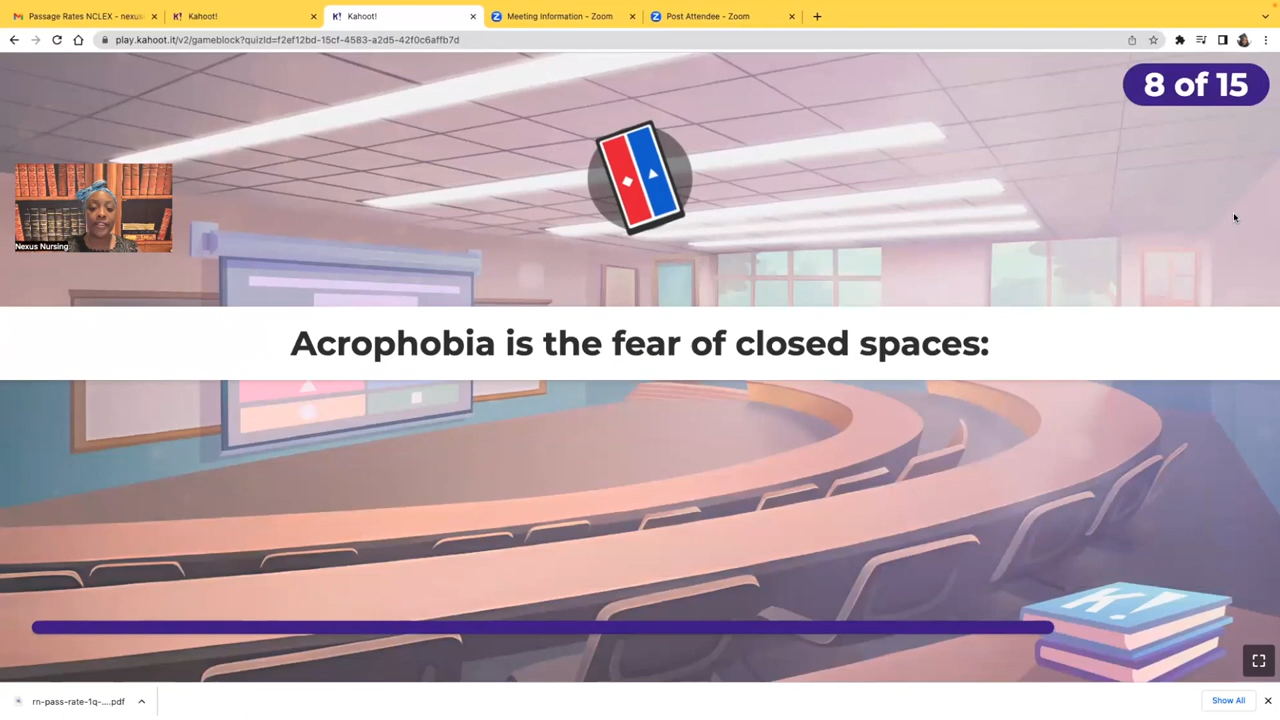 Passage Rates NCLEX - nexus
Kahoot!
Kahoot!
Meeting Information - Zoom
Post Attendee - Zoom
play.kahoot.it/v2/gameblock?quizId=f2ef12bd-15cf-4583-a2d5-42f0c6affb7d
8 of 15
Nexus Nursing
Acrophobia is the fear of closed spaces:
K!
rn-pass-rate-1q-....pdf
Show All